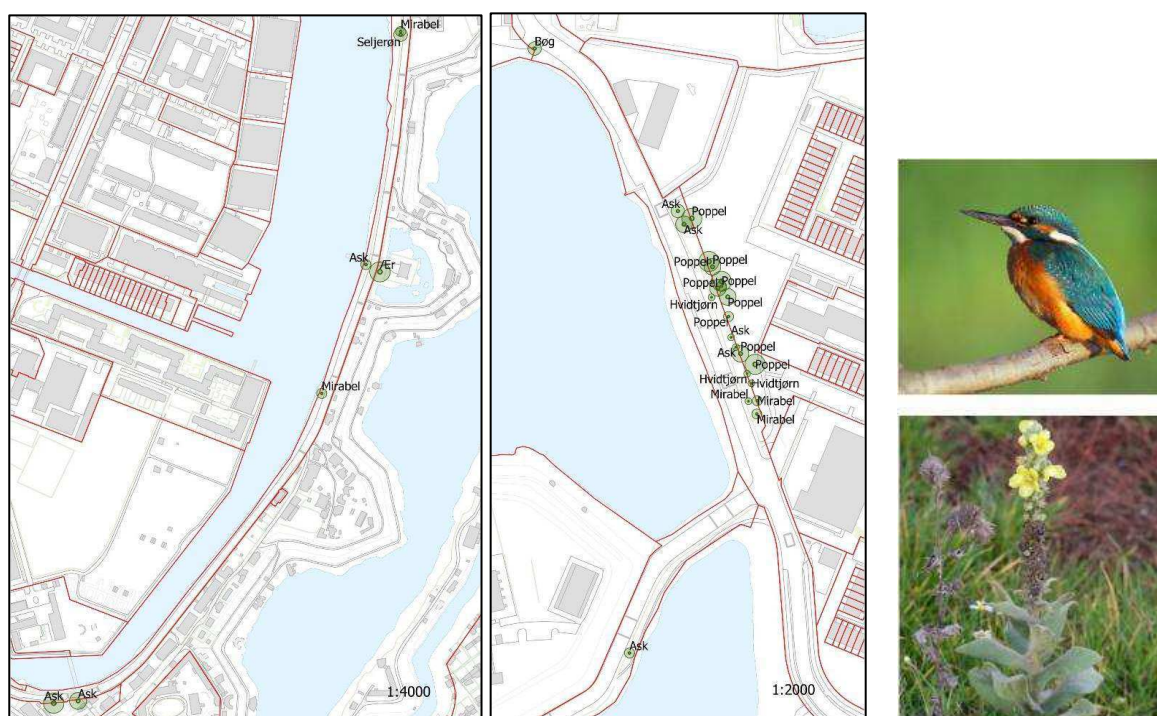 Mirabel
Seljerøn
Ask
Ær
Mirabel
Ask
Ask
1:4000
Bøg
Ask
Poppel
Ask
Poppel
Poppel
Poppel
Poppel
Hvidtjørn
Poppel
Poppel
Ask
Ask
Poppel
Poppel
Hvidtjørn
Hvidtjørn
Mirabel
Mirabel
Mirabel
Ask
1:2000